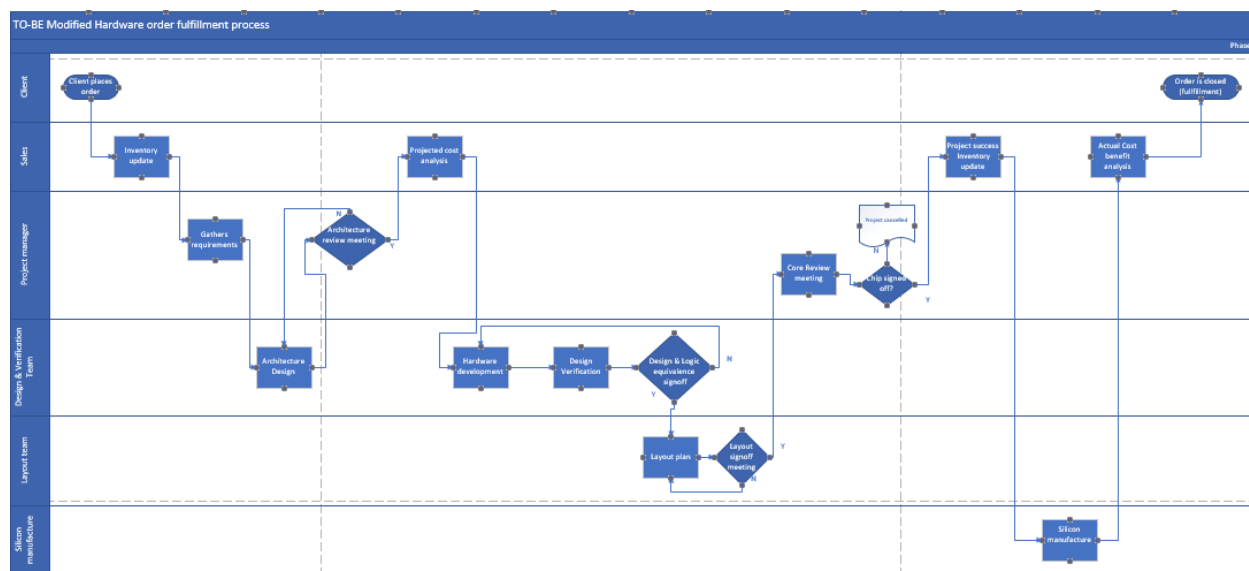 TO-BE Modified Hardware order fulfillment process
Phase
Client
Client places
order
Order is closed
(fullfillment)
Sales
Inventory
update
Projected cost
analysis
Project success
Inventory
update
Actual Cost
benefit
analysis
Project manager
Gathers
requirements
N
Architecture
review meeting
Y
Project cancelled
N
Core Review
meeting
Chip signed
off?
Y
Design & Verification
Team
Architecture
Design
Hardware
development
Design
Verification
Design & Logic
equivalence
signoff
N
Y
Layout team
Layout plan
Layout
signoff
meeting
Y
N
Silicon
manufacture
Silicon
manufacture